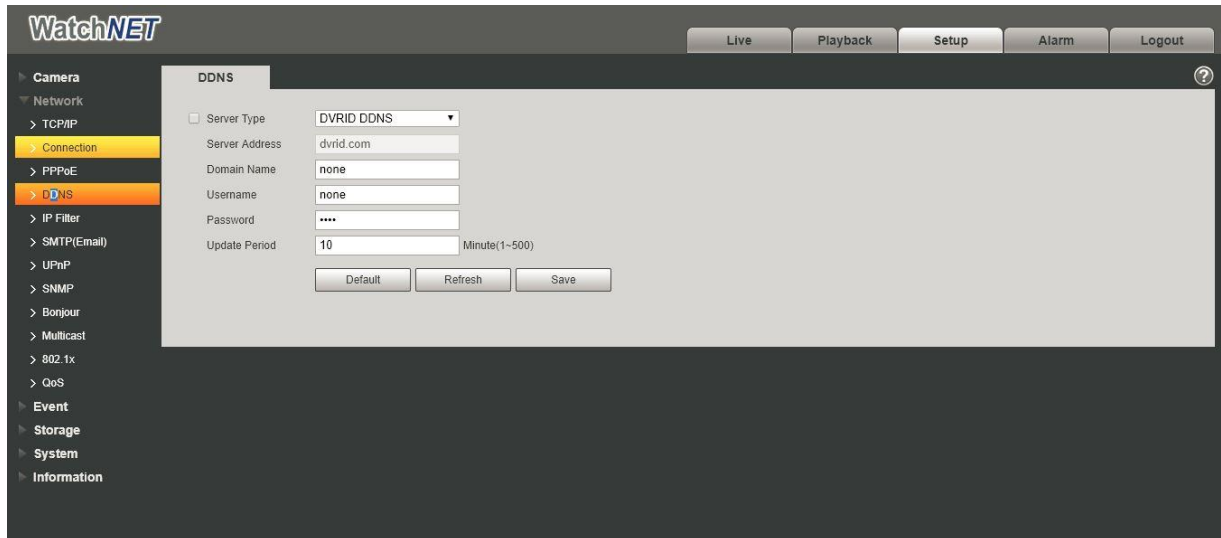 WatchNET
Live Playback Setup Alarm Logout
Camera
Network
> TCP/IP
> Connection
> PPPoE
> DDNS
> IP Filter
> SMTP(Email)
> UPnP
> SNMP
> Bonjour
> Multicast
> 802.1x
> QoS
Event
Storage
System
Information
DDNS
?
Server Type DVRID DDNS
Server Address dvrid.com
Domain Name none
Username none
Password ••••
Update Period 10 Minute(1~500)
Default Refresh Save